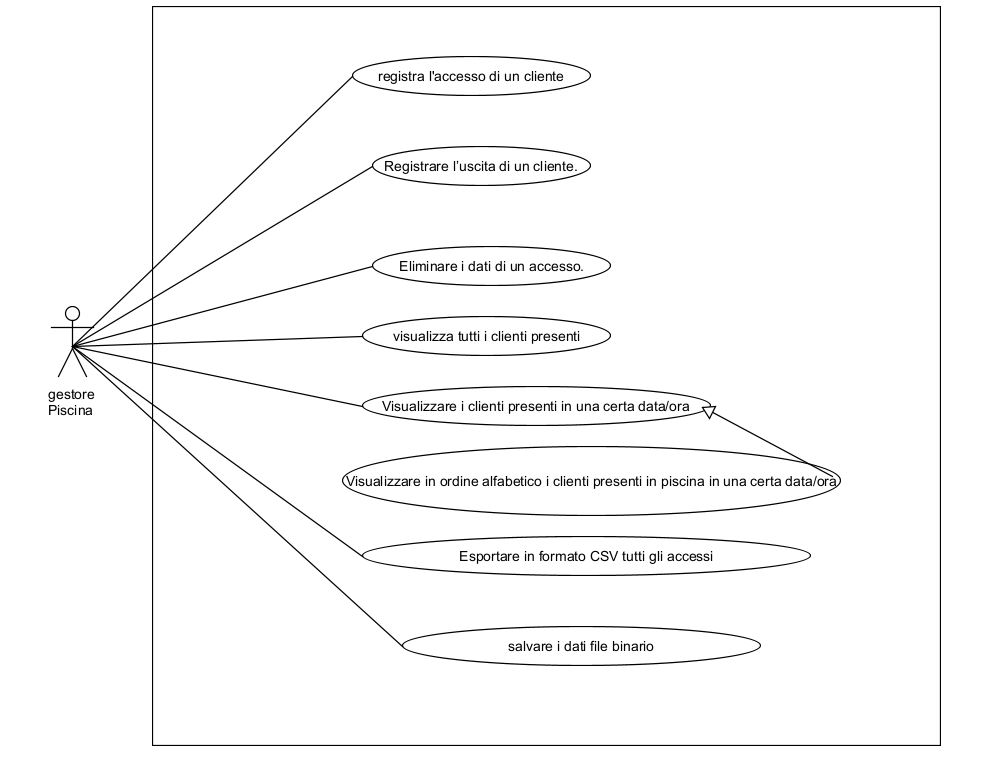 registra l'accesso di un cliente
Registrare l’uscita di un cliente.
Eliminare i dati di un accesso.
visualizza tutti i clienti presenti
gestore
Piscina
Visualizzare i clienti presenti in una certa data/ora
Visualizzare in ordine alfabetico i clienti presenti in piscina in una certa data/ora
Esportare in formato CSV tutti gli accessi
salvare i dati file binario